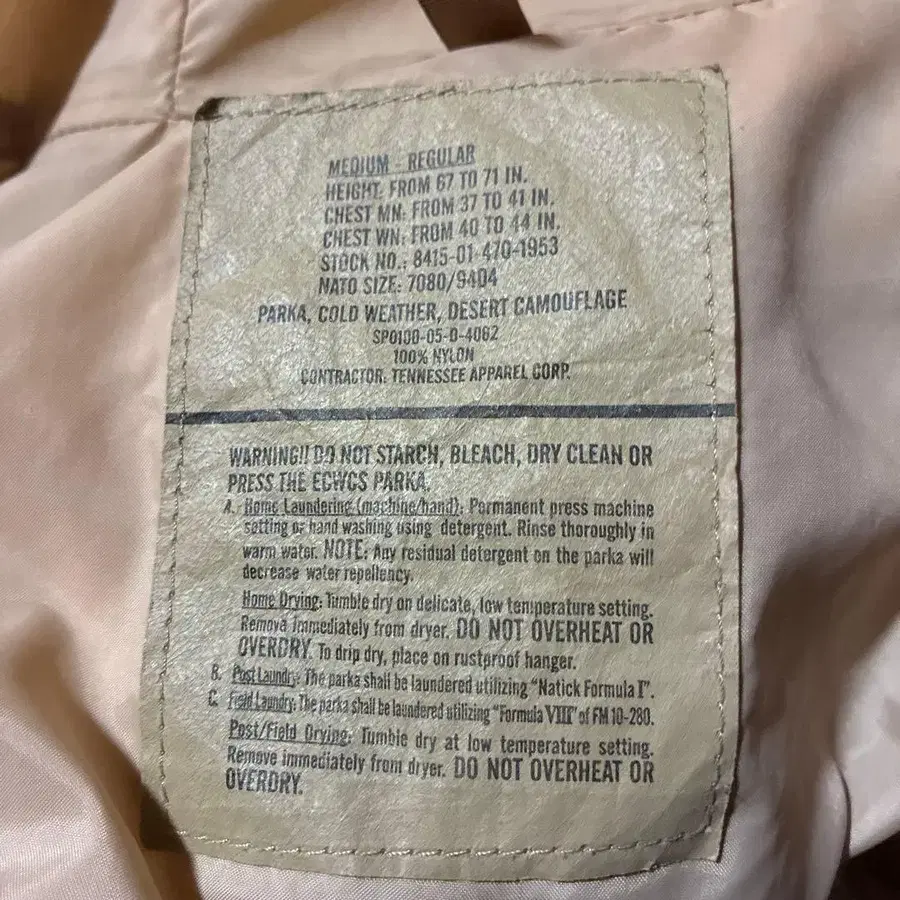 MEDIUM - REGULAR
HEIGHT: FROM 67 TO 71 IN.
CHEST MN: FROM 37 TO 41 IN.
CHEST WN: FROM 40 TO 44 IN.
STOCK NO.: 8415-01-470-1953
NATO SIZE: 7080/9404
PARKA, COLD WEATHER, DESERT CAMOUFLAGE
SP0100-05-D-4062
100% NYLON
CONTRACTOR: TENNESSEE APPAREL CORP.
WARNING!! DO NOT STARCH, BLEACH, DRY CLEAN OR
PRESS THE ECWCS PARKA.
A. Home Laundering (machine/hand): Permanent press machine
setting or hand washing using detergent. Rinse thoroughly in
warm water. NOTE: Any residual detergent on the parka will
decrease water repellency.
Home Drying: Tumble dry on delicate, low temperature setting.
Remove immediately from dryer. DO NOT OVERHEAT OR
OVERDRY. To drip dry, place on rustproof hanger.
B. Post Laundry: The parka shall be laundered utilizing "Natick Formula I".
C. Field Laundry: The parka shall be laundered utilizing "Formula VIII" of FM 10-280.
Post/Field Drying: Tumble dry at low temperature setting.
Remove immediately from dryer. DO NOT OVERHEAT OR
OVERDRY.